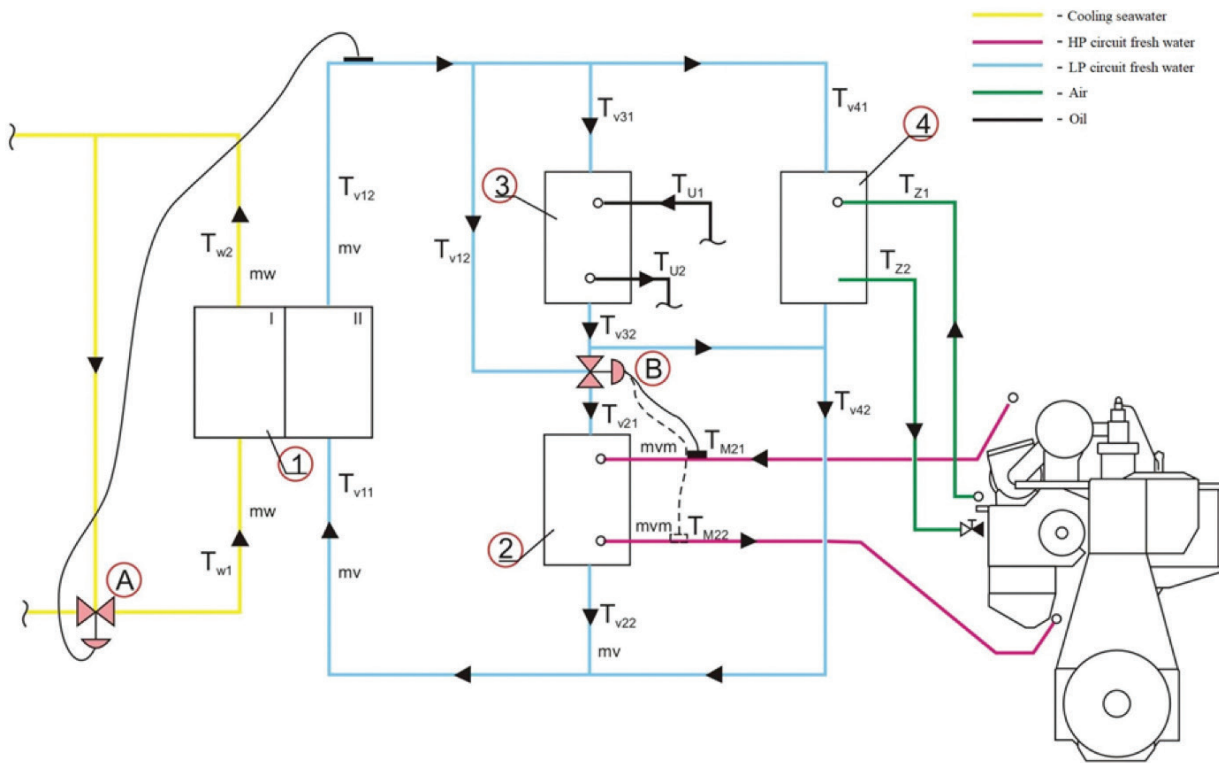 - Cooling seawater
- HP circuit fresh water
- LP circuit fresh water
- Air
- Oil
Tv31
Tv41
4
3
TU1
TZ1
Tv12
Tw2
mv
mw
Tv12
TU2
TZ2
I
II
Tv32
B
Tv21
Tv42
mvm
TM21
1
Tv11
mw
mvm
TM22
2
Tw1
mv
A
Tv22
mv